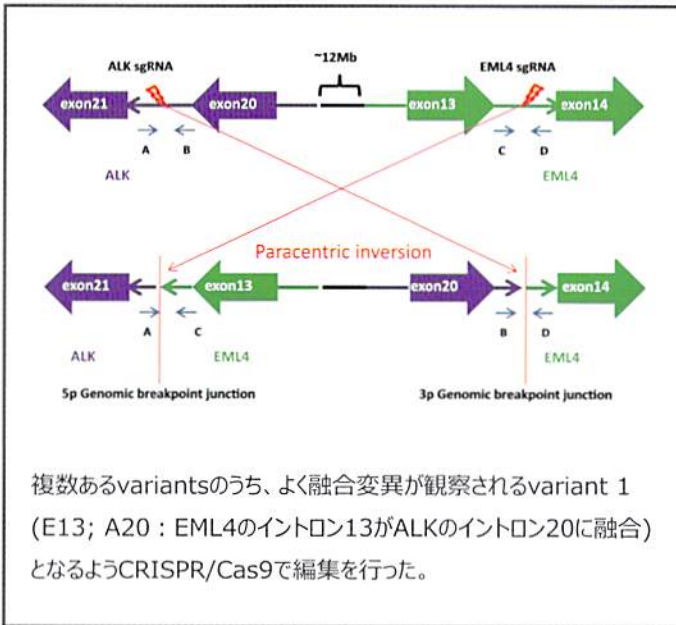 ~12Mb
ALK sgRNA EML4 sgRNA
exon21 exon20 exon13 exon14
A B C D
ALK EML4
Paracentric inversion
exon21 exon13 exon20 exon14
A C B D
ALK EML4 EML4
5p Genomic breakpoint junction 3p Genomic breakpoint junction
複数あるvariantsのうち、よく融合変異が観察されるvariant 1
(E13; A20：EML4のイントロン13がALKのイントロン20に融合)
となるようCRISPR/Cas9で編集を行った。